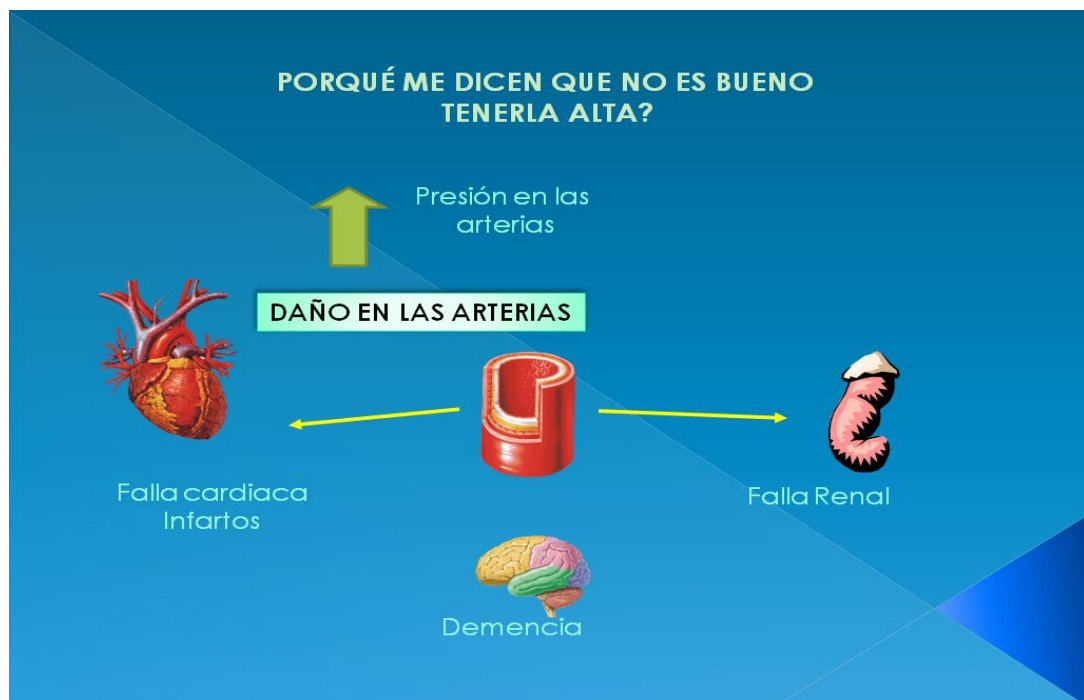 PORQUÉ ME DICEN QUE NO ES BUENO
TENERLA ALTA?
Presión en las
arterias
DAÑO EN LAS ARTERIAS
Falla cardiaca
Infartos
Falla Renal
Demencia